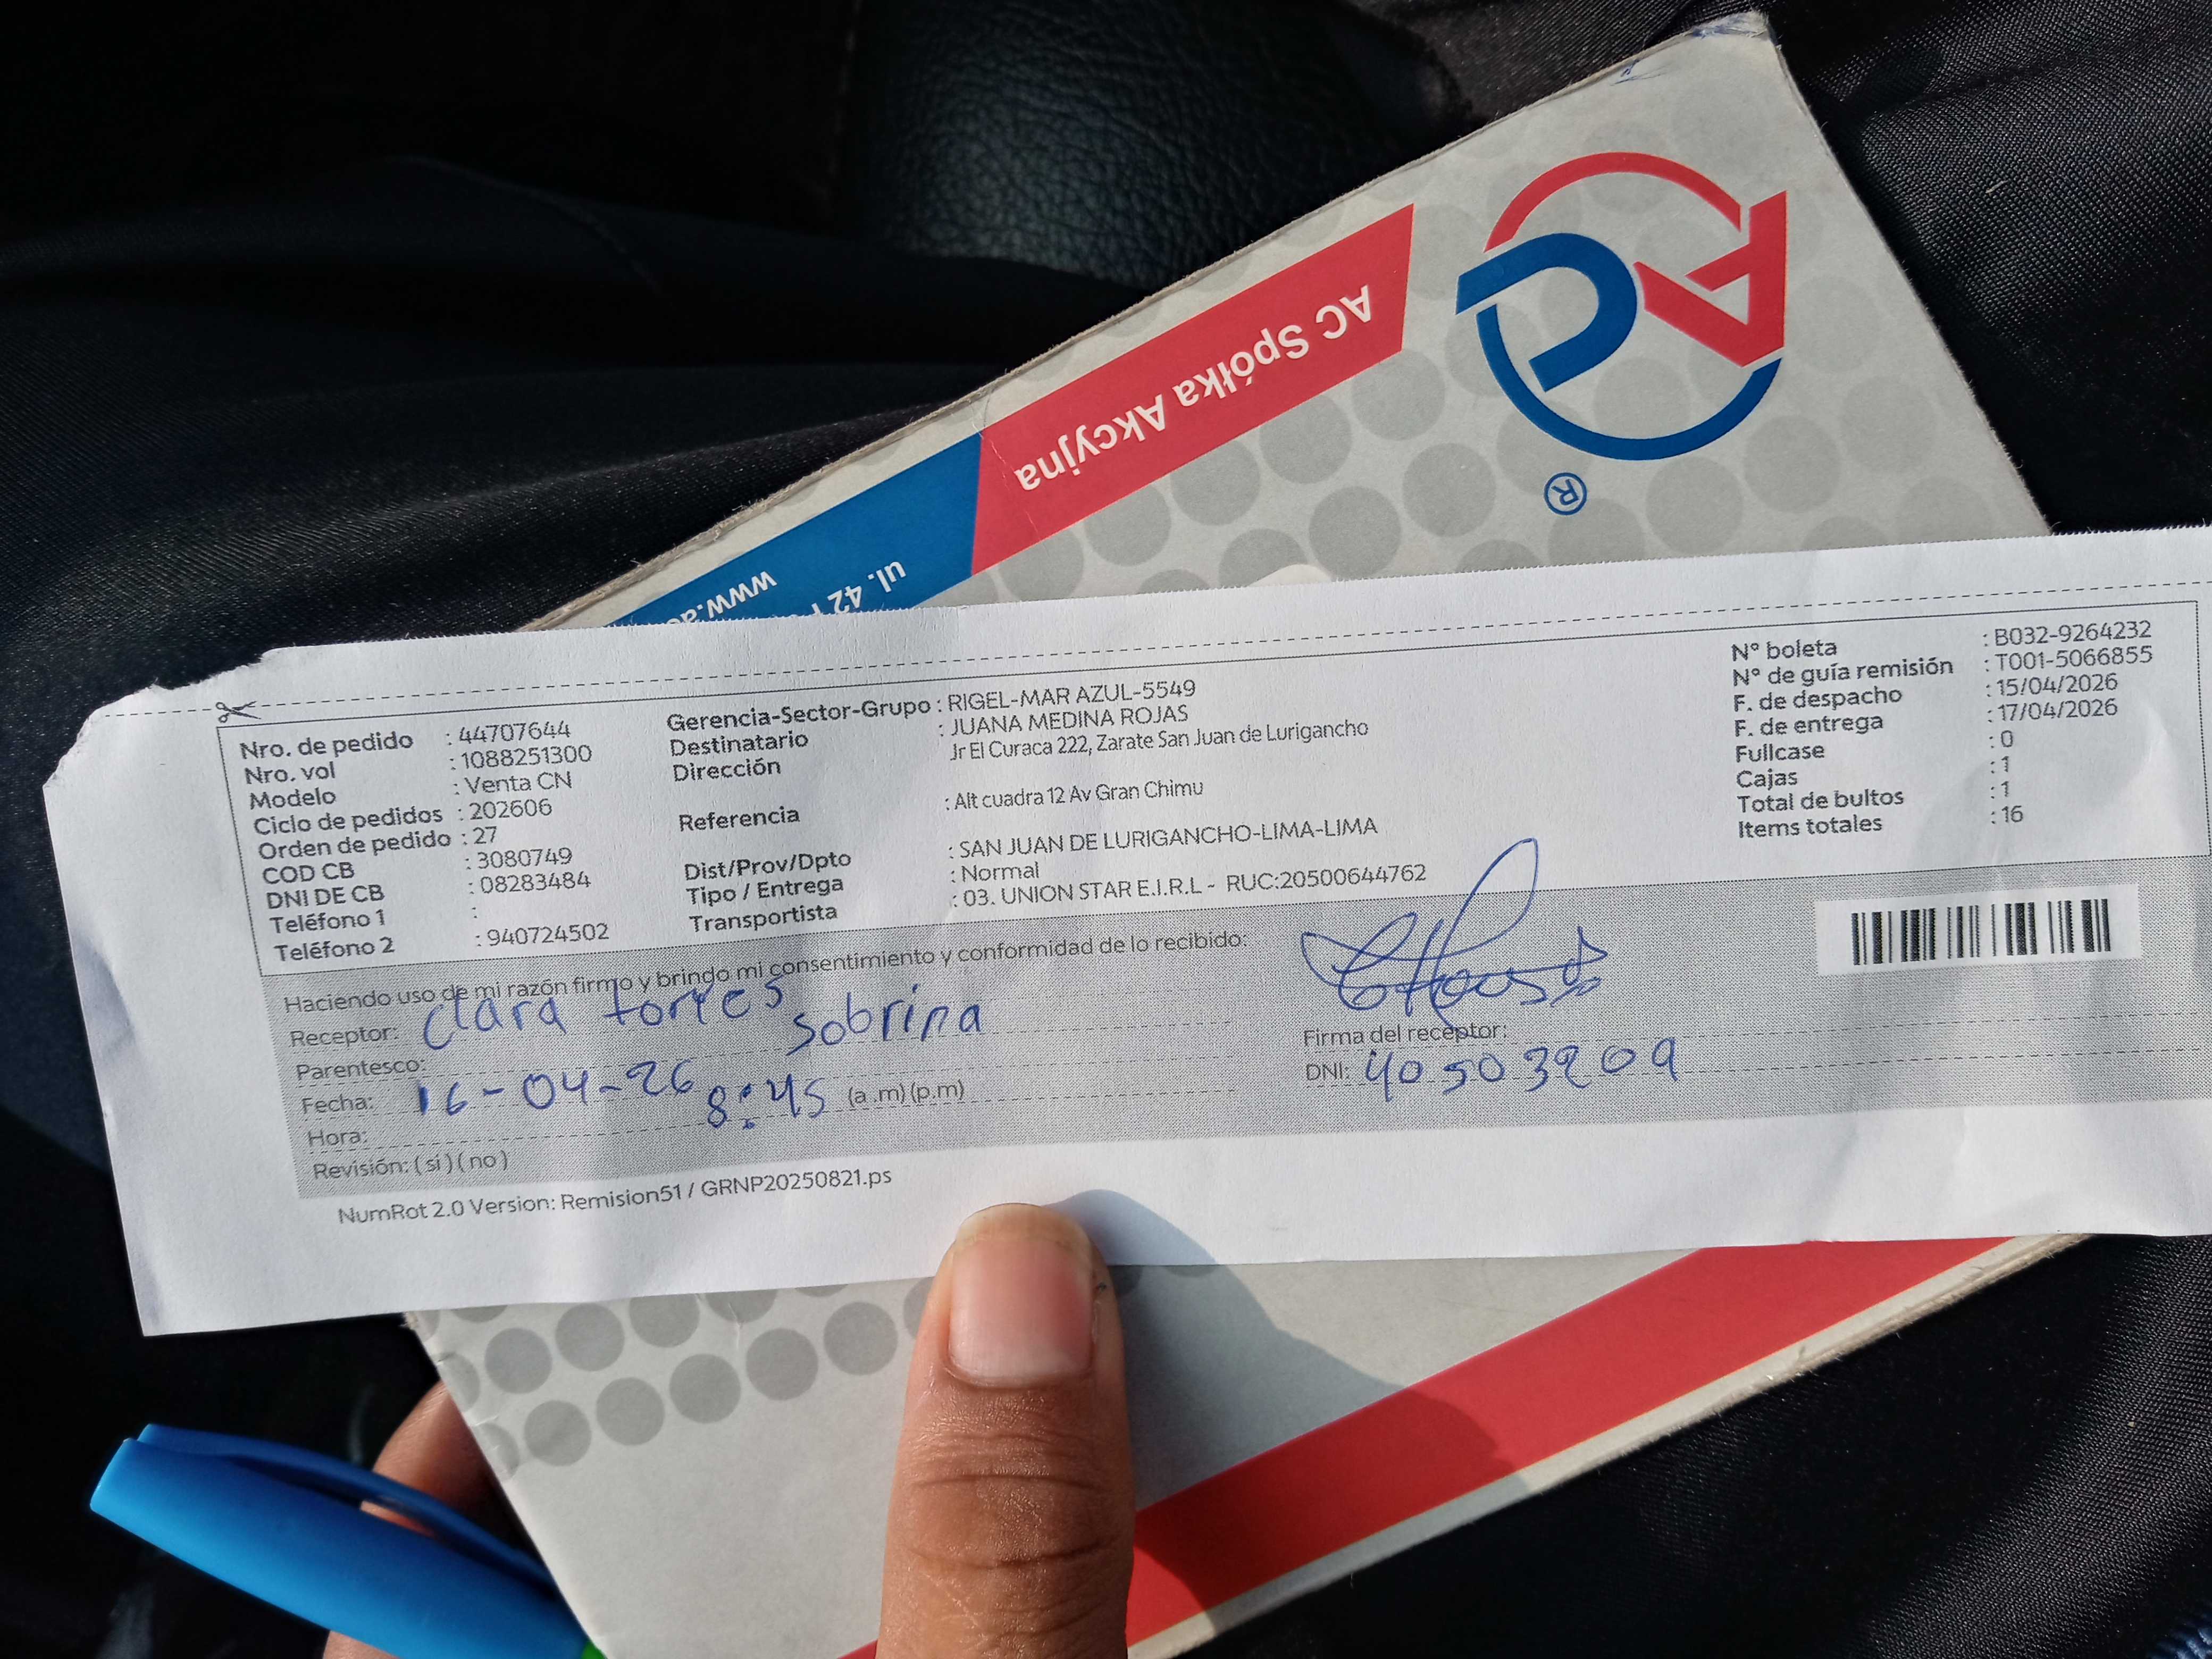 AC Spółka Akcyjna
®
ul. 42
www.a
Nro. de pedido : 44707644
Nro. vol : 1088251300
Modelo : Venta CN
Ciclo de pedidos : 202606
Orden de pedido : 27
COD CB : 3080749
DNI DE CB : 08283484
Teléfono 1 :
Teléfono 2 : 940724502
Gerencia-Sector-Grupo : RIGEL-MAR AZUL-5549
Destinatario : JUANA MEDINA ROJAS
Dirección Jr El Curaca 222, Zarate San Juan de Lurigancho
Referencia : Alt cuadra 12 Av Gran Chimu
Dist/Prov/Dpto : SAN JUAN DE LURIGANCHO-LIMA-LIMA
Tipo / Entrega : Normal
Transportista : 03. UNION STAR E.I.R.L - RUC:20500644762
N° boleta : B032-9264232
N° de guía remisión : T001-5066855
F. de despacho : 15/04/2026
F. de entrega : 17/04/2026
Fullcase : 0
Cajas : 1
Total de bultos : 1
Items totales : 16
Haciendo uso de mi razón firmo y brindo mi consentimiento y conformidad de lo recibido:
Receptor: Clara torres
Parentesco: sobrina
Fecha: 16-04-26
Hora: 8:45 (a .m) (p.m)
Revisión: ( si ) ( no )
Firma del receptor:
DNI: 40503209
NumRot 2.0 Version: Remision51 / GRNP20250821.ps